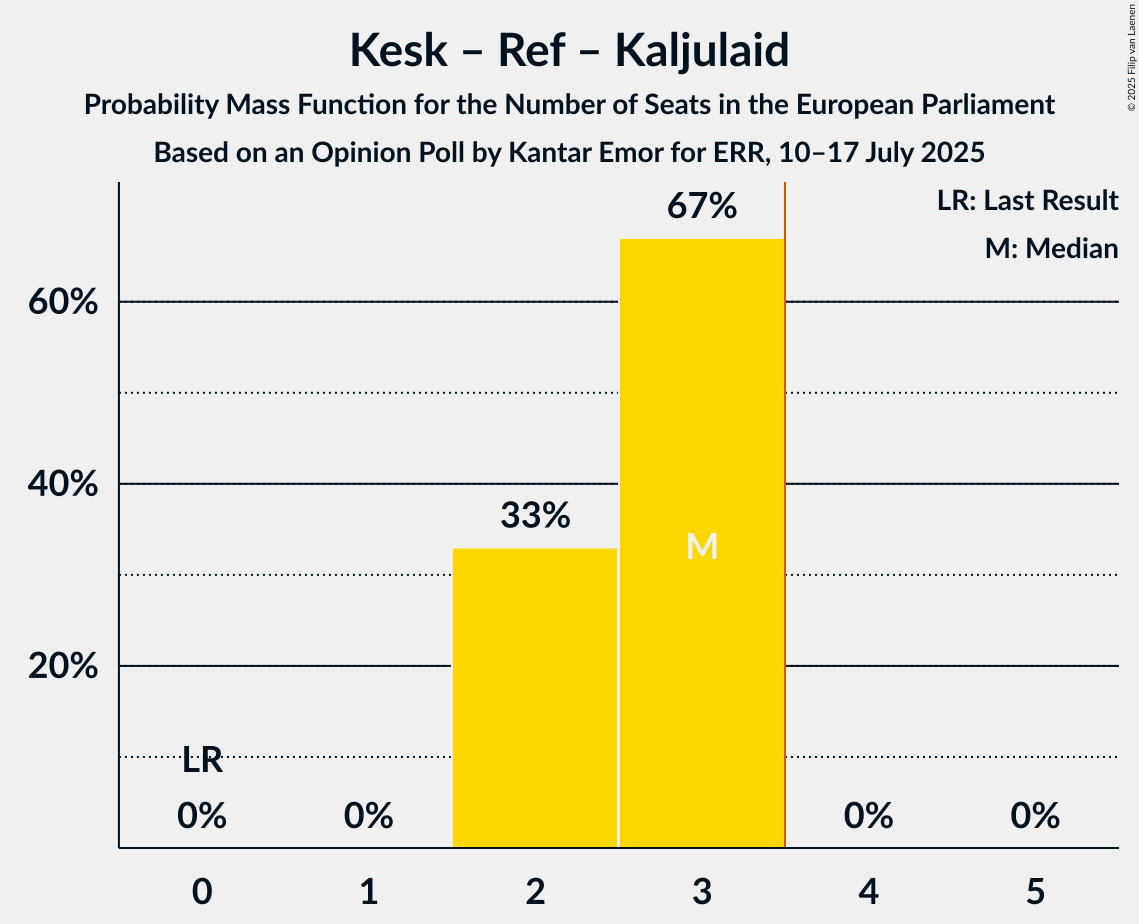 Kesk – Ref – Kaljulaid
Probability Mass Function for the Number of Seats in the European Parliament
Based on an Opinion Poll by Kantar Emor for ERR, 10–17 July 2025
© 2025 Filip van Laenen
LR: Last Result
M: Median
67%
60%
40%
33%
M
20%
LR
0% 0% 0% 0%
0 1 2 3 4 5